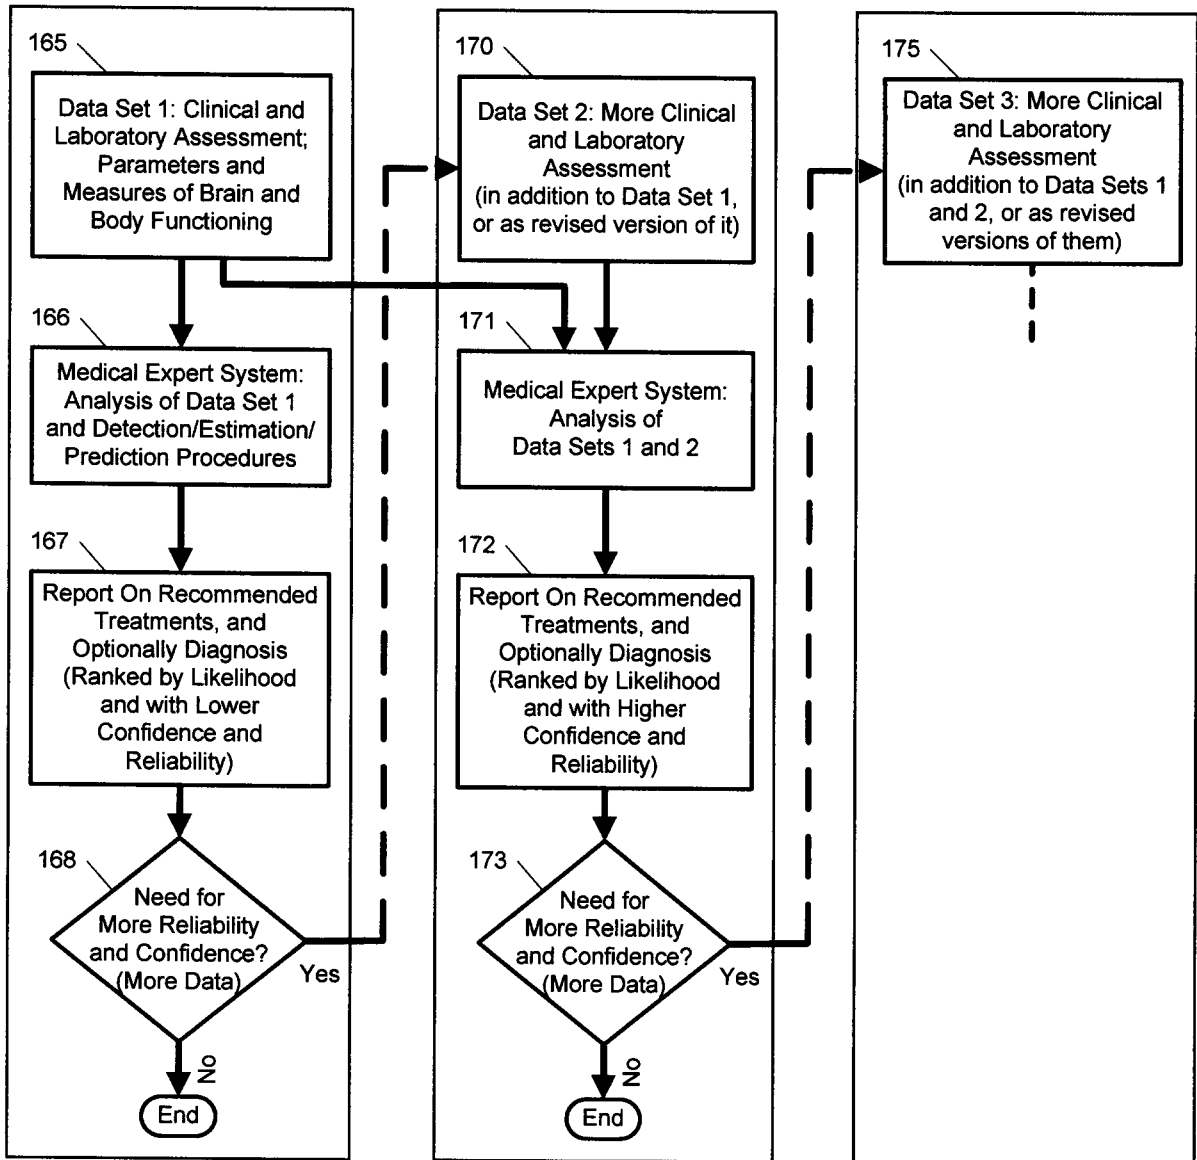 165
Data Set 1: Clinical and
Laboratory Assessment;
Parameters and
Measures of Brain and
Body Functioning
166
Medical Expert System:
Analysis of Data Set 1
and Detection/Estimation/
Prediction Procedures
167
Report On Recommended
Treatments, and
Optionally Diagnosis
(Ranked by Likelihood
and with Lower
Confidence and
Reliability)
168
Need for
More Reliability
and Confidence?
(More Data)
Yes
No
End
170
Data Set 2: More Clinical
and Laboratory
Assessment
(in addition to Data Set 1,
or as revised version of it)
171
Medical Expert System:
Analysis of
Data Sets 1 and 2
172
Report On Recommended
Treatments, and
Optionally Diagnosis
(Ranked by Likelihood
and with Higher
Confidence and
Reliability)
173
Need for
More Reliability
and Confidence?
(More Data)
Yes
No
End
175
Data Set 3: More Clinical
and Laboratory
Assessment
(in addition to Data Sets 1
and 2, or as revised
versions of them)